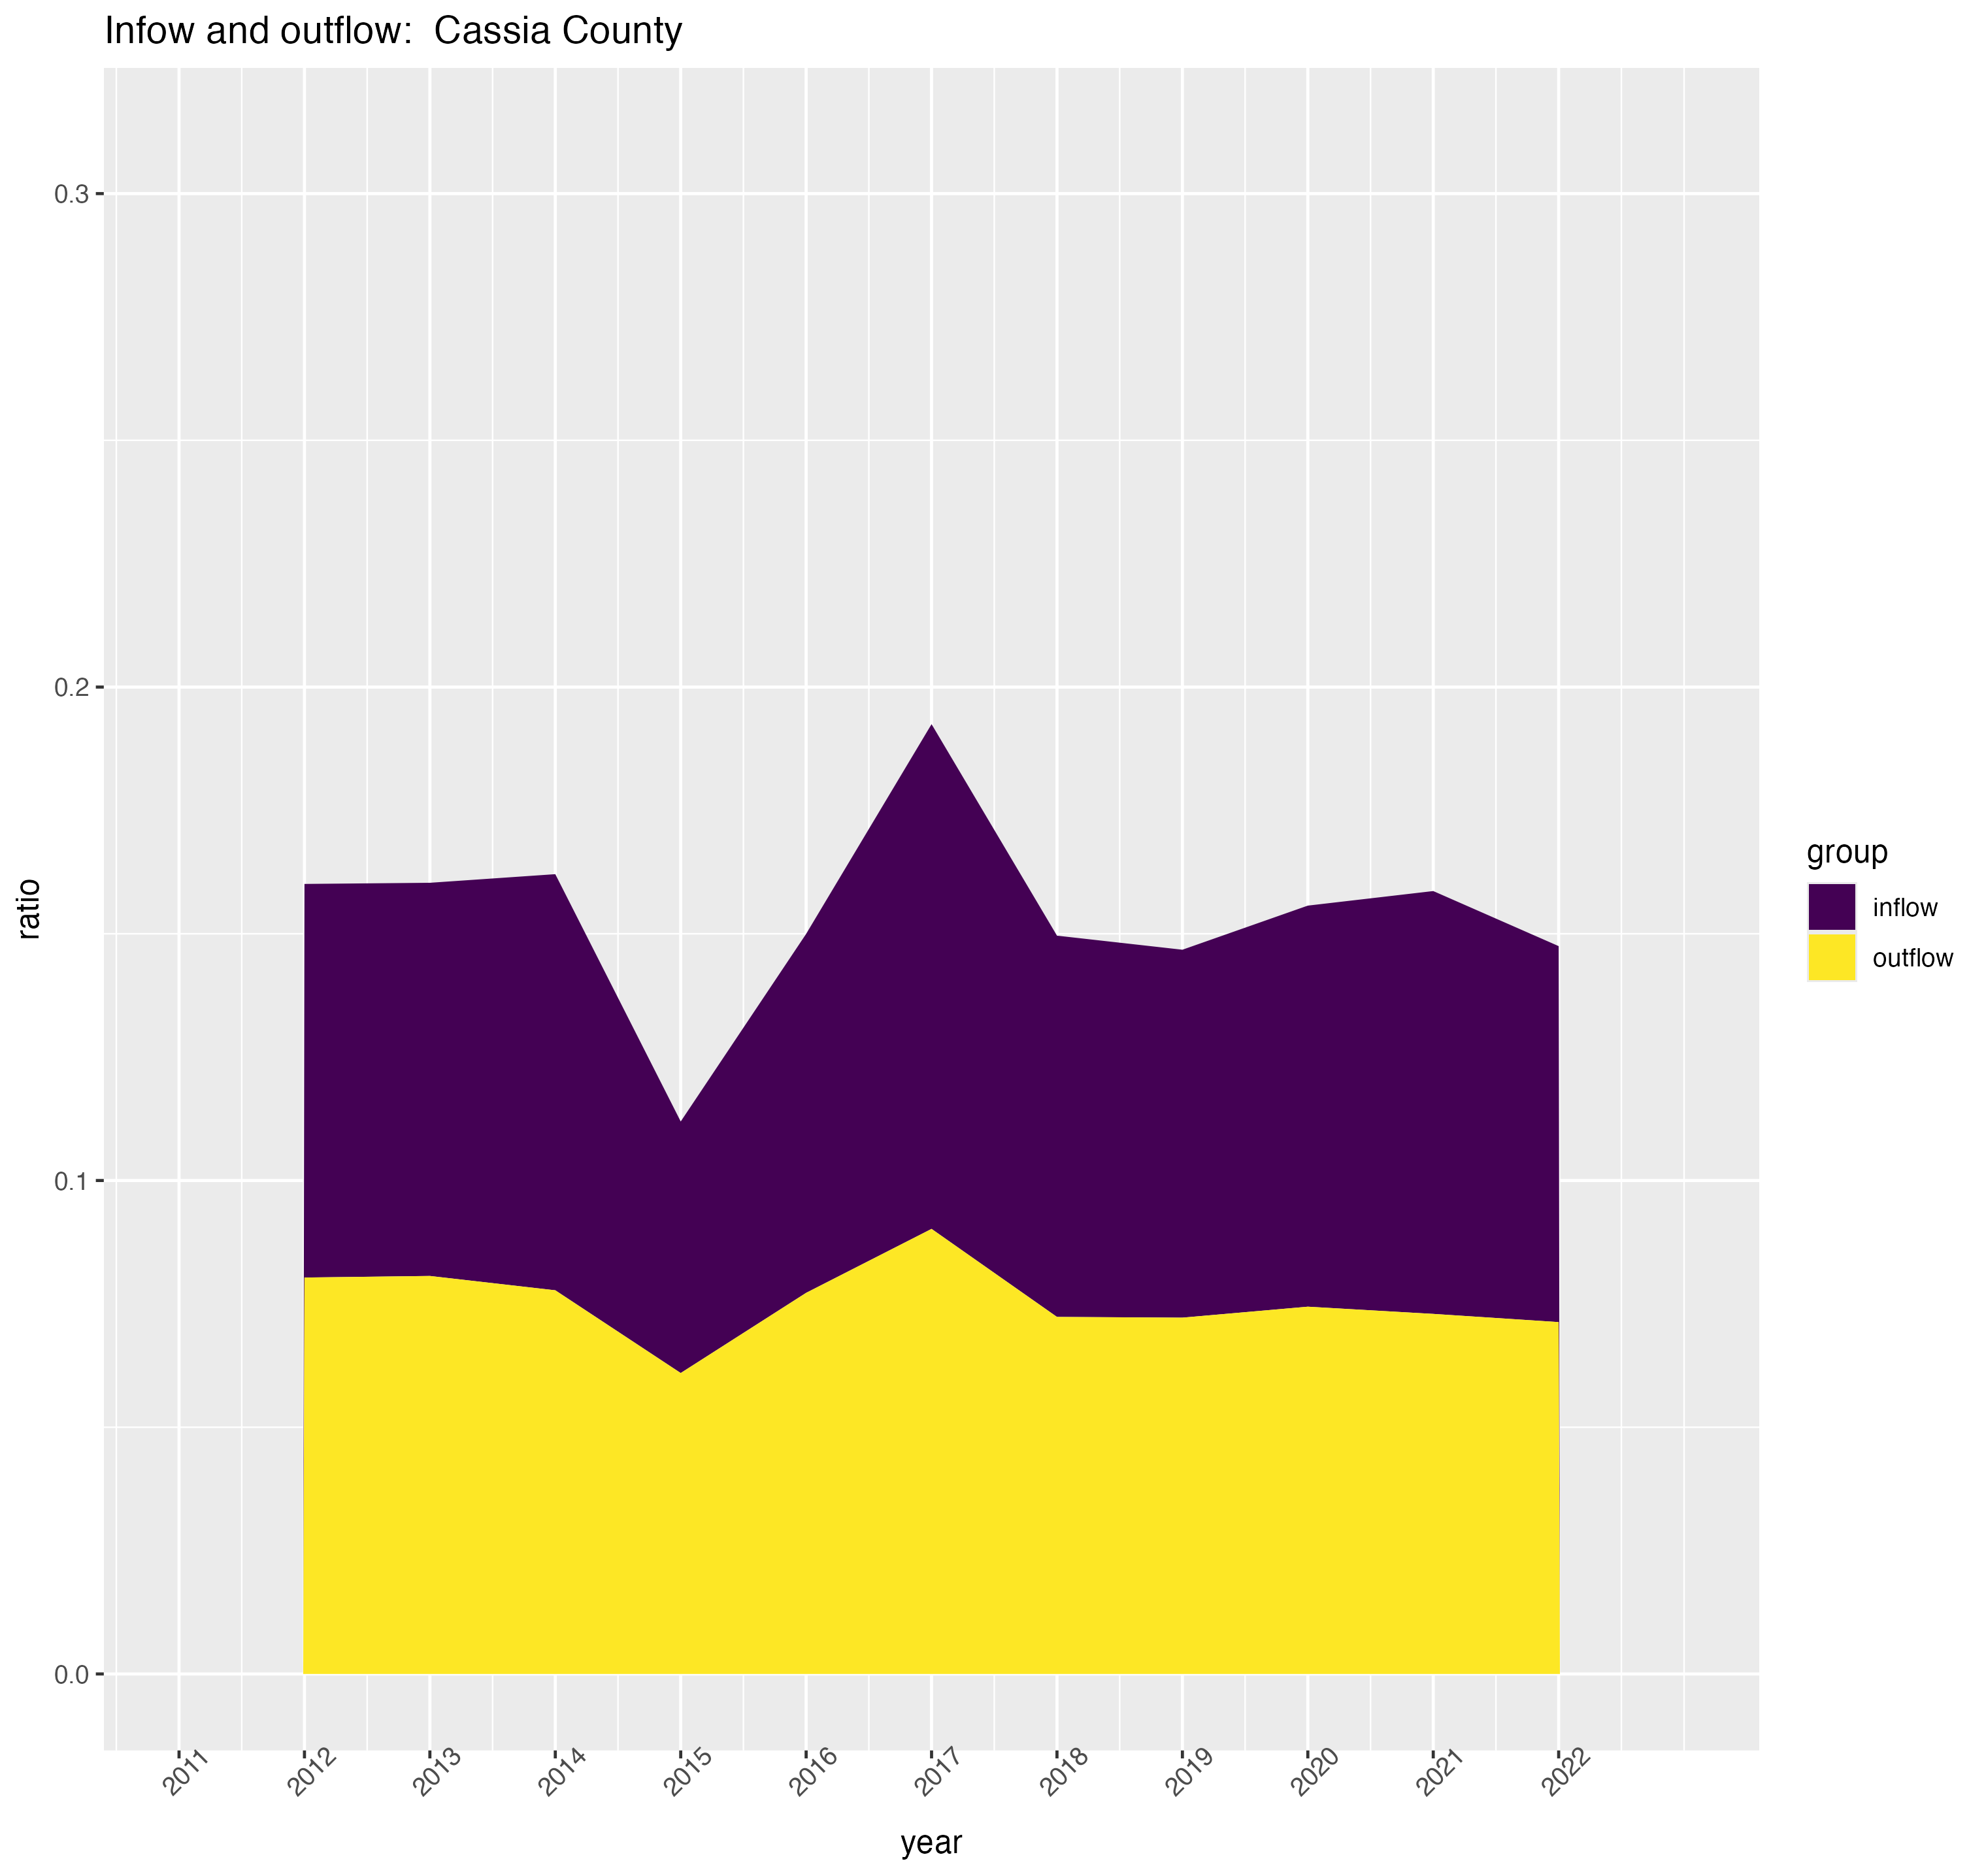 Infow and outflow:  Cassia County
0.3
0.2
0.1
0.0
ratio
2011 2012 2013 2014 2015 2016 2017 2018 2019 2020 2021 2022
year
group
inflow
outflow